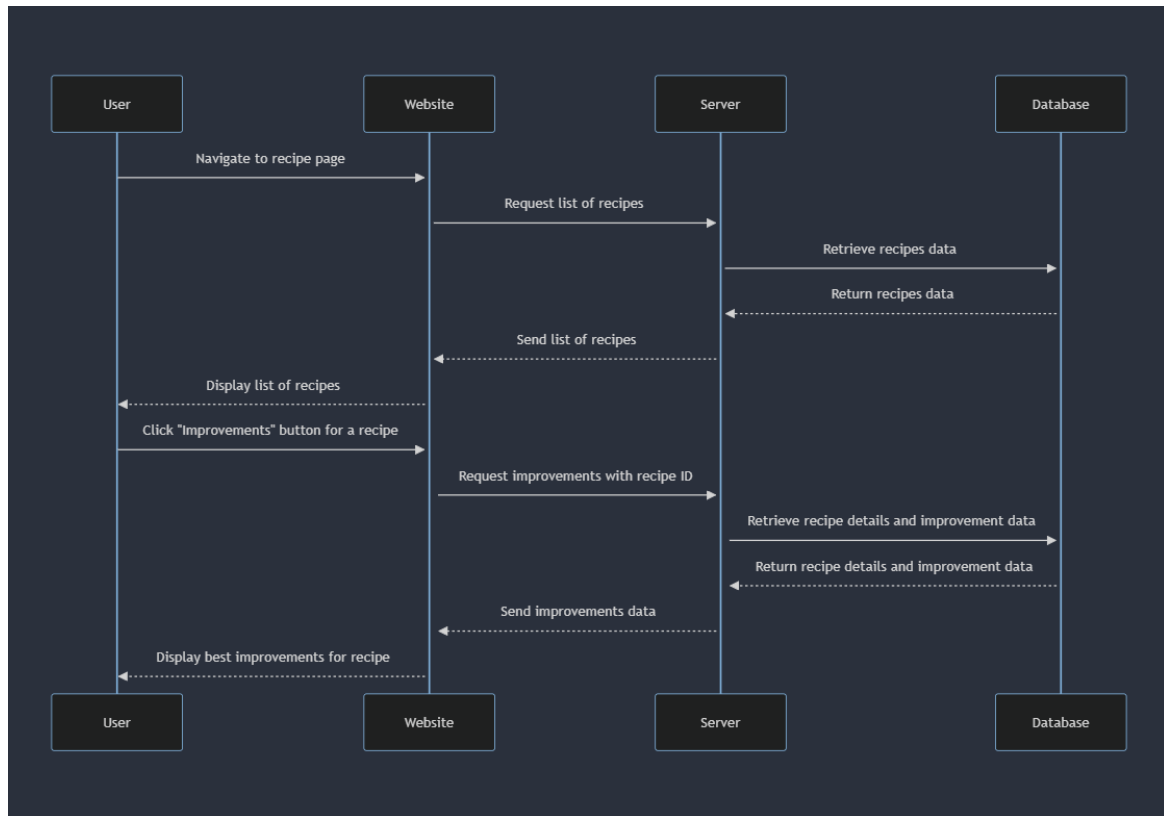 User
Website
Server
Database
Navigate to recipe page
Request list of recipes
Retrieve recipes data
Return recipes data
Send list of recipes
Display list of recipes
Click "Improvements" button for a recipe
Request improvements with recipe ID
Retrieve recipe details and improvement data
Return recipe details and improvement data
Send improvements data
Display best improvements for recipe
User
Website
Server
Database